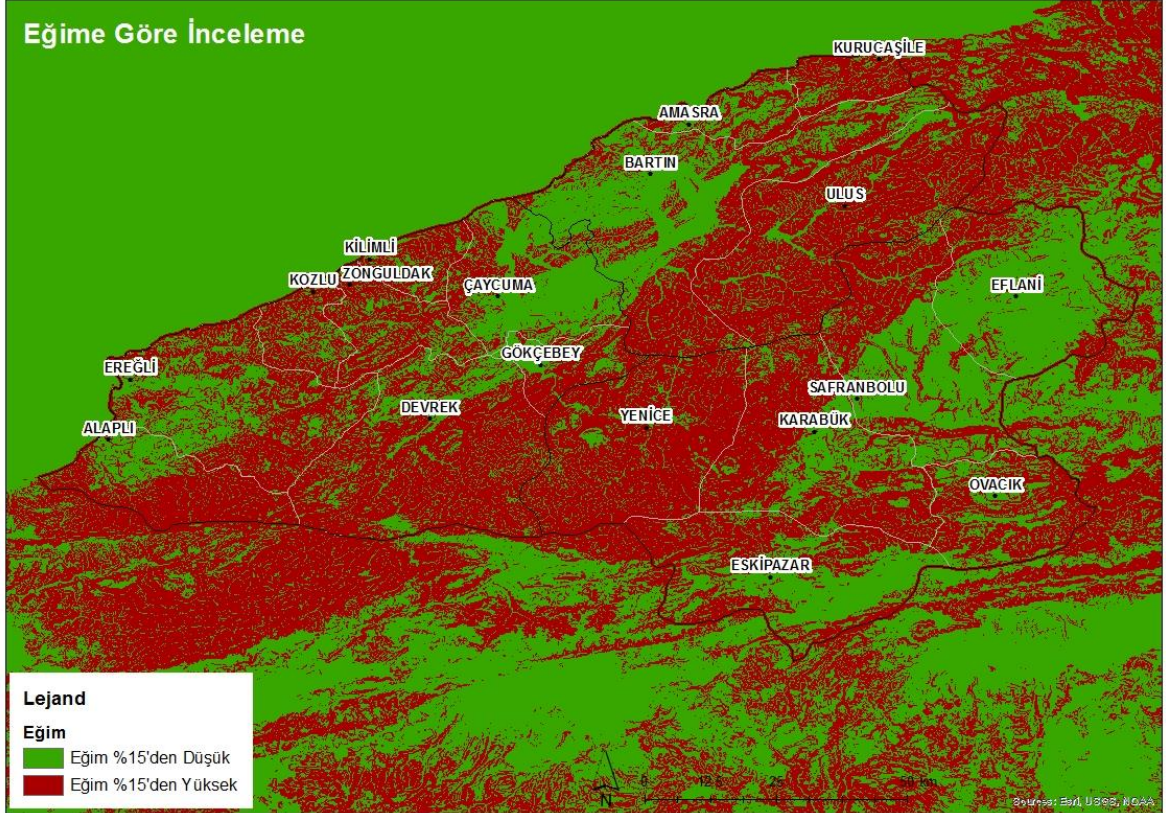 Eğime Göre İnceleme
KURUCAŞİLE
AMASRA
BARTIN
ULUS
KİLİMLİ
ZONGULDAK
KOZLU
ÇAYCUMA
EFLANİ
GÖKÇEBEY
EREĞLİ
SAFRANBOLU
DEVREK
YENİCE
KARABÜK
ALAPLI
OVACIK
ESKİPAZAR
Lejand
Eğim
Eğim %15'den Düşük
Eğim %15'den Yüksek
N
0 12,5 25 50 Km
Sources: Esri, USGS, NOAA